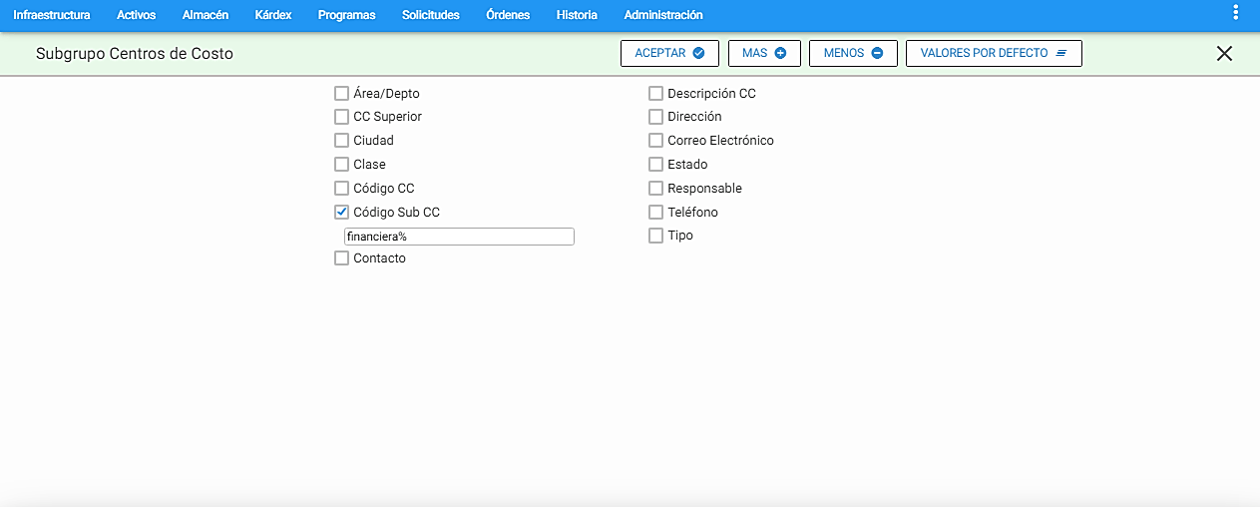 Infraestructura Activos Almacén Kárdex Programas Solicitudes Órdenes Historia Administración
Subgrupo Centros de Costo ACEPTAR MAS MENOS VALORES POR DEFECTO
Área/Depto
CC Superior
Ciudad
Clase
Código CC
Código Sub CC
financiera%
Contacto
Descripción CC
Dirección
Correo Electrónico
Estado
Responsable
Teléfono
Tipo